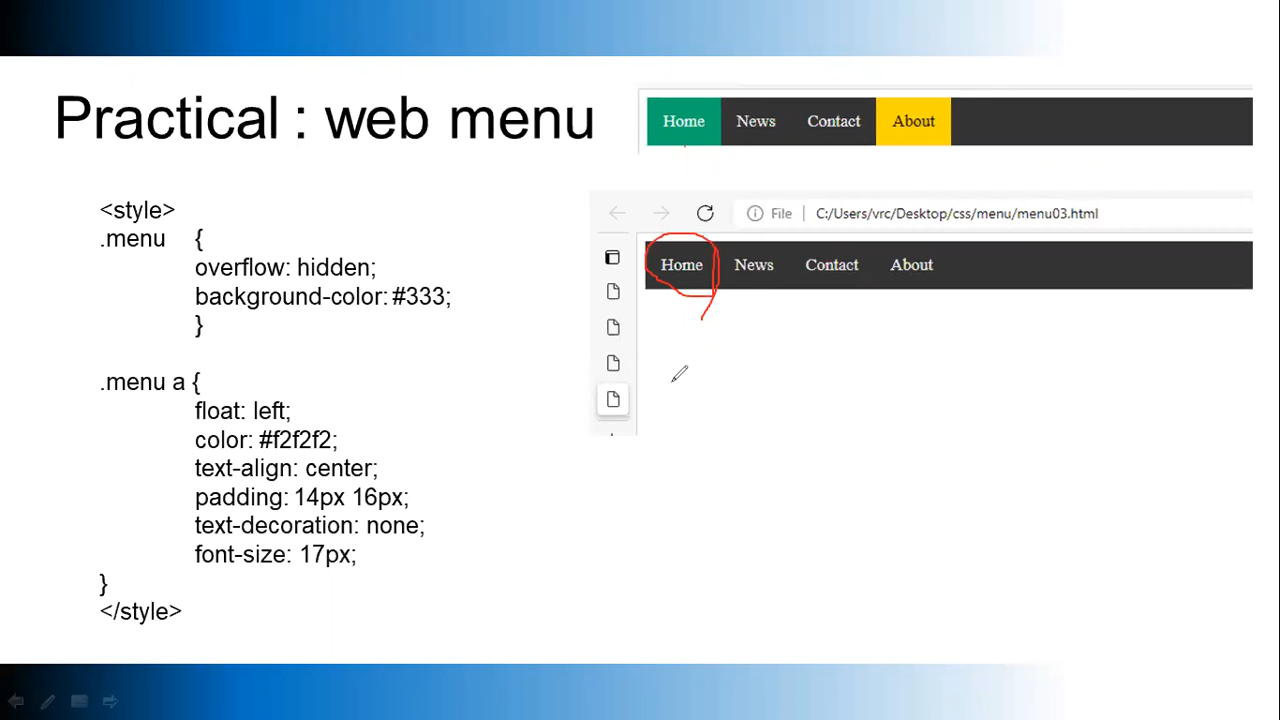 Practical : web menu
Home News Contact About
File C:/Users/vrc/Desktop/css/menu/menu03.html
Home News Contact About
<style>
.menu {
overflow: hidden;
background-color: #333;
}
.menu a {
float: left;
color: #f2f2f2;
text-align: center;
padding: 14px 16px;
text-decoration: none;
font-size: 17px;
}
</style>